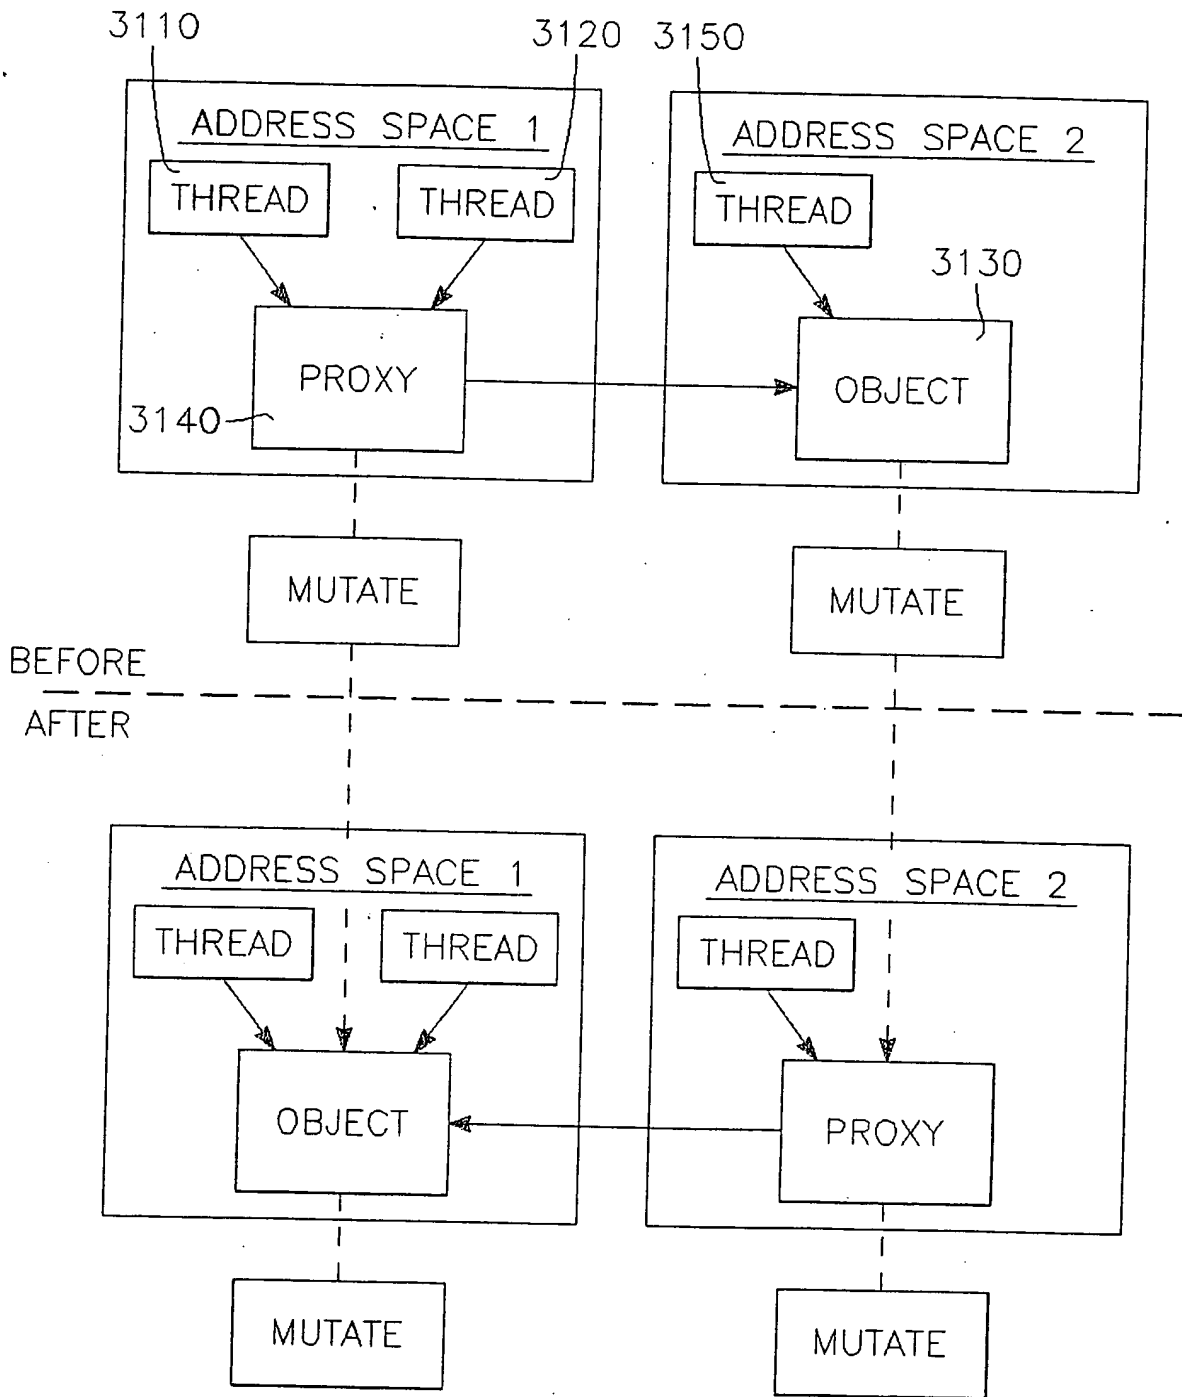 3110
3120
3150
ADDRESS SPACE 1
ADDRESS SPACE 2
THREAD
THREAD
THREAD
3130
PROXY
OBJECT
3140
MUTATE
MUTATE
BEFORE
AFTER
ADDRESS SPACE 1
ADDRESS SPACE 2
THREAD
THREAD
THREAD
OBJECT
PROXY
MUTATE
MUTATE